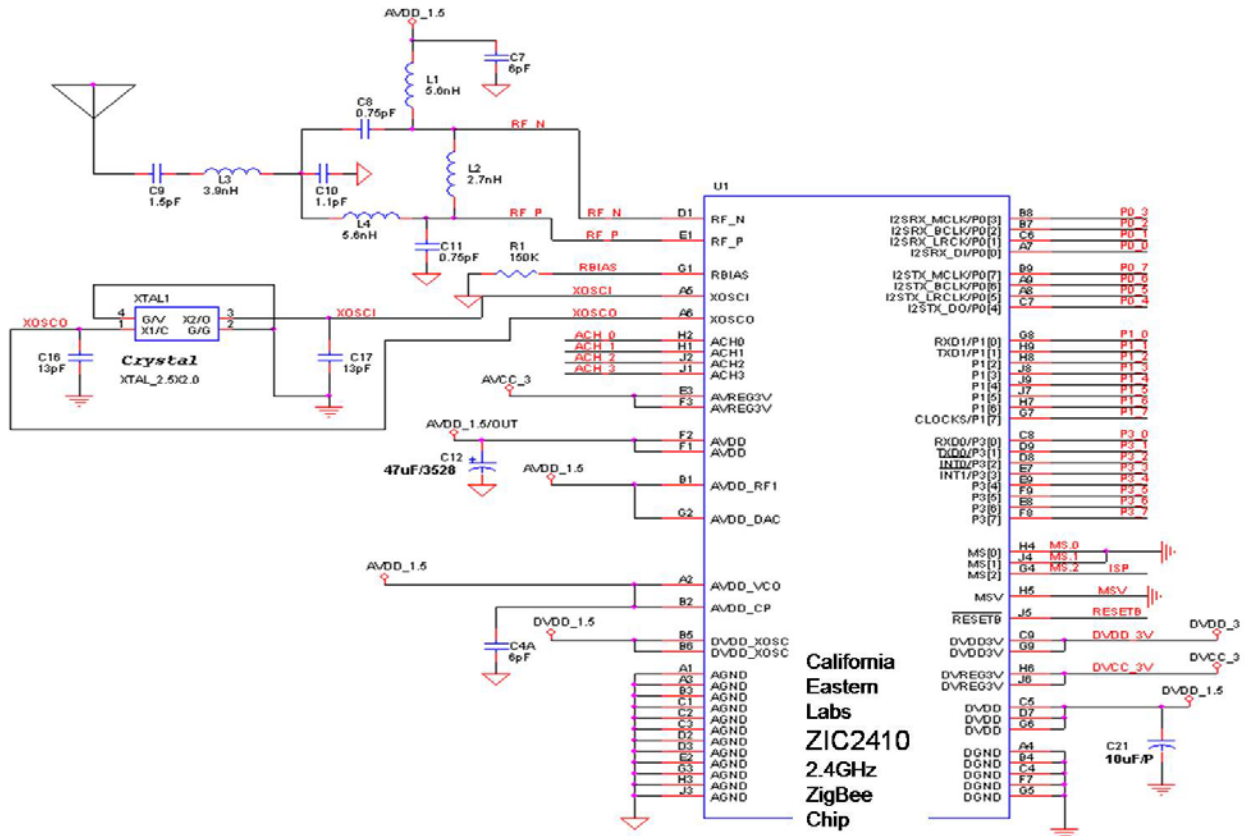 AVDD_1.5
C7
6pF
L1
5.6nH
C8
0.75pF
RF_N
L2
2.7nH
C9
1.5pF
L3
3.9nH
C10
1.1pF
RF_P
L4
5.6nH
C11
0.75pF
R1
150K
RBIAS
RF_N
RF_P
XOSCI
XOSCO
U1
D1 RF_N
E1 RF_P
G1 RBIAS
A5 XOSCI
A6 XOSCO
XTAL1
4 G/V X2/O 3
1 X1/C G/G 2
XOSCO
XOSCI
Crystal
XTAL_2.5X2.0
C16
13pF
C17
13pF
ACH_0 H2 ACH0
ACH_1 H1 ACH1
ACH_2 J2 ACH2
ACH_3 J1 ACH3
AVCC_3
E3 AVREG3V
F3 AVREG3V
AVDD_1.5/OUT
F2 AVDD
F1 AVDD
C12
47uF/3528
AVDD_1.5
B1 AVDD_RF1
G2 AVDD_DAC
AVDD_1.5
A2 AVDD_VCO
B2 AVDD_CP
C4A
6pF
DVDD_1.5
B5 DVDD_XOSC
B6 DVDD_XOSC
A1 AGND
A3 AGND
B3 AGND
C1 AGND
C2 AGND
C3 AGND
D2 AGND
D3 AGND
E2 AGND
G3 AGND
H3 AGND
J3 AGND
California
Eastern
Labs
ZIC2410
2.4GHz
ZigBee
Chip
I2SRX_MCLK/P0[3] B8 P0_3
I2SRX_BCLK/P0[2] B7 P0_2
I2SRX_LRCK/P0[1] C6 P0_1
I2SRX_DI/P0[0] A7 P0_0
I2STX_MCLK/P0[7] B9 P0_7
I2STX_BCLK/P0[6] A9 P0_6
I2STX_LRCK/P0[5] A8 P0_5
I2STX_DO/P0[4] C7 P0_4
RXD1/P1[0] G8 P1_0
TXD1/P1[1] H9 P1_1
P1[2] H8 P1_2
P1[3] J8 P1_3
P1[4] J9 P1_4
P1[5] J7 P1_5
P1[6] H7 P1_6
CLOCKS/P1[7] G7 P1_7
RXD0/P3[0] C8 P3_0
TXD0/P3[1] D9 P3_1
INT0/P3[2] D8 P3_2
INT1/P3[3] E7 P3_3
P3[4] E9 P3_4
P3[5] F9 P3_5
P3[6] E8 P3_6
P3[7] F8 P3_7
MS[0] H4 MS.0
MS[1] J4 MS.1
MS[2] G4 MS.2 ISP
MSV H5 MSV
RESETB J5 RESETB
DVDD3V C9 DVDD_3V DVDD_3
DVDD3V G9
DVREG3V H6 DVCC_3V DVCC_3
DVREG3V J6
DVDD C5 DVDD_1.5
DVDD D7
DVDD G6
C21
10uF/P
DGND A4
DGND B4
DGND C4
DGND F7
DGND G5